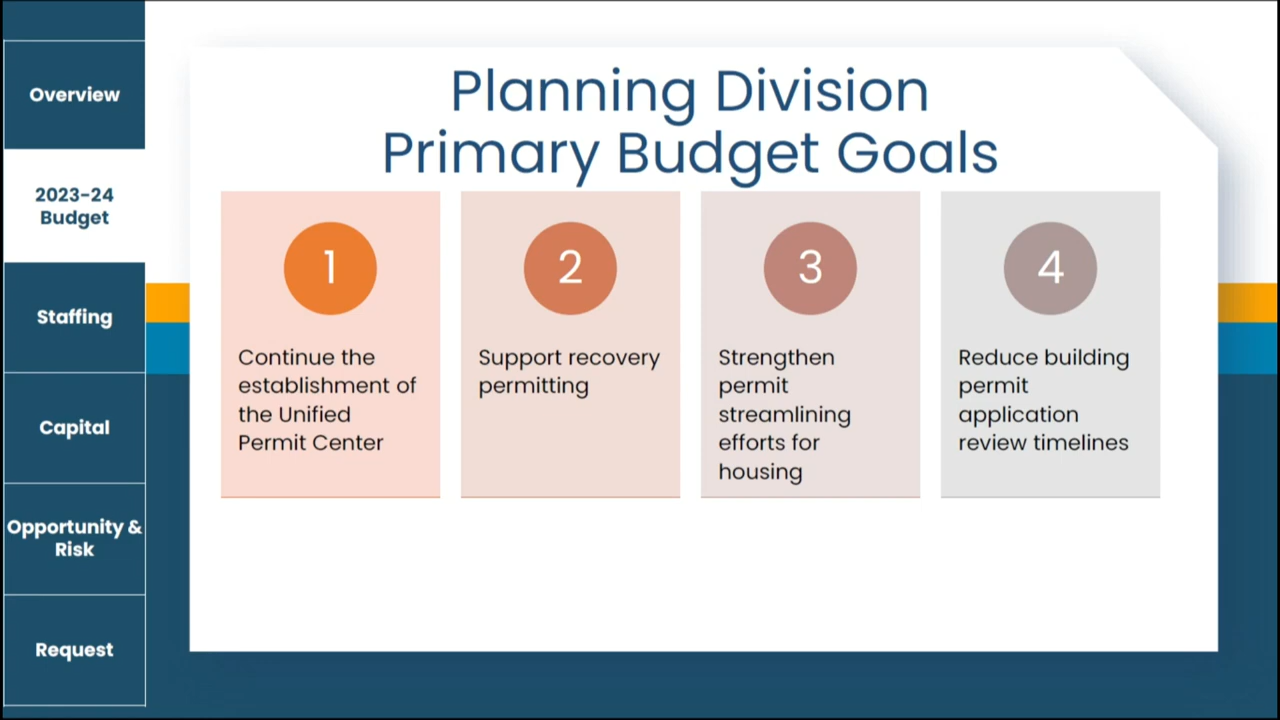 Overview
2023-24
Budget
Staffing
Capital
Opportunity &
Risk
Request
Planning Division
Primary Budget Goals
1
Continue the
establishment of
the Unified
Permit Center
2
Support recovery
permitting
3
Strengthen
permit
streamlining
efforts for
housing
4
Reduce building
permit
application
review timelines